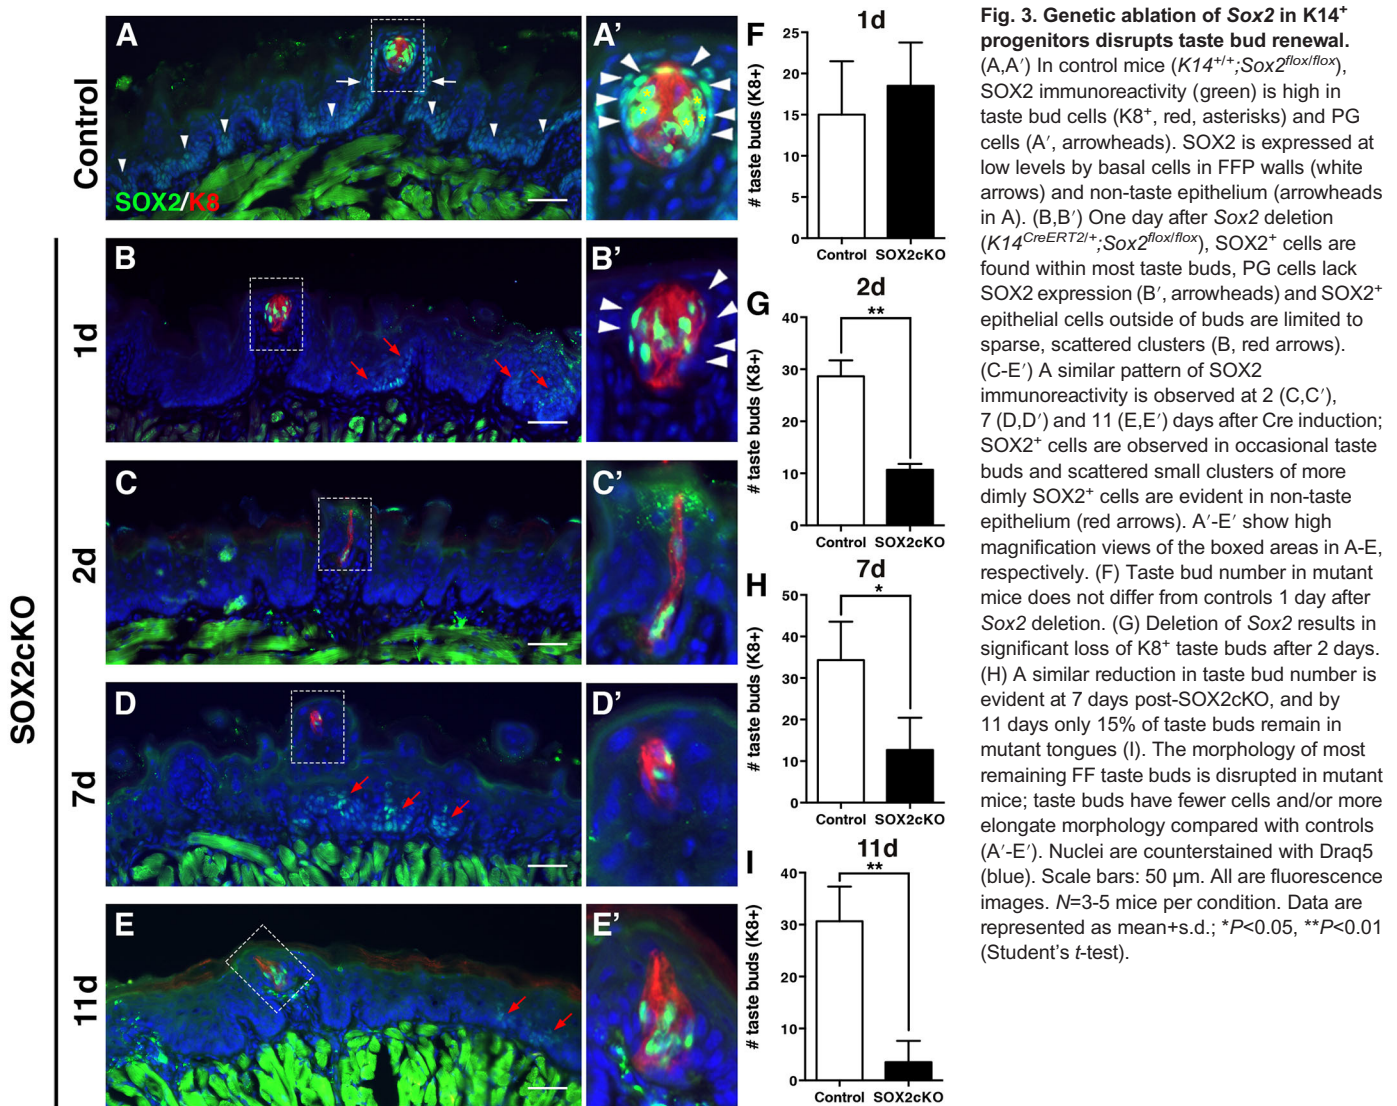 A
A'
Control
SOX2/K8
SOX2cKO
B
B'
1d
C
C'
2d
D
D'
7d
E
E'
11d
F
1d
# taste buds (K8+)
25
20
15
10
5
0
Control
SOX2cKO
G
2d
**
# taste buds (K8+)
40
30
20
10
0
Control
SOX2cKO
H
7d
*
# taste buds (K8+)
50
40
30
20
10
0
Control
SOX2cKO
I
11d
**
# taste buds (K8+)
40
30
20
10
0
Control
SOX2cKO
Fig. 3. Genetic ablation of Sox2 in K14⁺
progenitors disrupts taste bud renewal.
(A,A′) In control mice (K14⁺/⁺;Sox2flox/flox),
SOX2 immunoreactivity (green) is high in
taste bud cells (K8⁺, red, asterisks) and PG
cells (A′, arrowheads). SOX2 is expressed at
low levels by basal cells in FFP walls (white
arrows) and non-taste epithelium (arrowheads
in A). (B,B′) One day after Sox2 deletion
(K14CreERT2/+;Sox2flox/flox), SOX2⁺ cells are
found within most taste buds, PG cells lack
SOX2 expression (B′, arrowheads) and SOX2⁺
epithelial cells outside of buds are limited to
sparse, scattered clusters (B, red arrows).
(C-E′) A similar pattern of SOX2
immunoreactivity is observed at 2 (C,C′),
7 (D,D′) and 11 (E,E′) days after Cre induction;
SOX2⁺ cells are observed in occasional taste
buds and scattered small clusters of more
dimly SOX2⁺ cells are evident in non-taste
epithelium (red arrows). A′-E′ show high
magnification views of the boxed areas in A-E,
respectively. (F) Taste bud number in mutant
mice does not differ from controls 1 day after
Sox2 deletion. (G) Deletion of Sox2 results in
significant loss of K8⁺ taste buds after 2 days.
(H) A similar reduction in taste bud number is
evident at 7 days post-SOX2cKO, and by
11 days only 15% of taste buds remain in
mutant tongues (I). The morphology of most
remaining FF taste buds is disrupted in mutant
mice; taste buds have fewer cells and/or more
elongate morphology compared with controls
(A′-E′). Nuclei are counterstained with Draq5
(blue). Scale bars: 50 µm. All are fluorescence
images. N=3-5 mice per condition. Data are
represented as mean+s.d.; *P<0.05, **P<0.01
(Student's t-test).